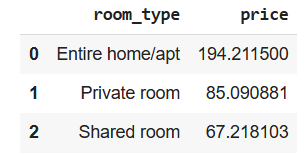 room_type price
0 Entire home/apt 194.211500
1 Private room 85.090881
2 Shared room 67.218103